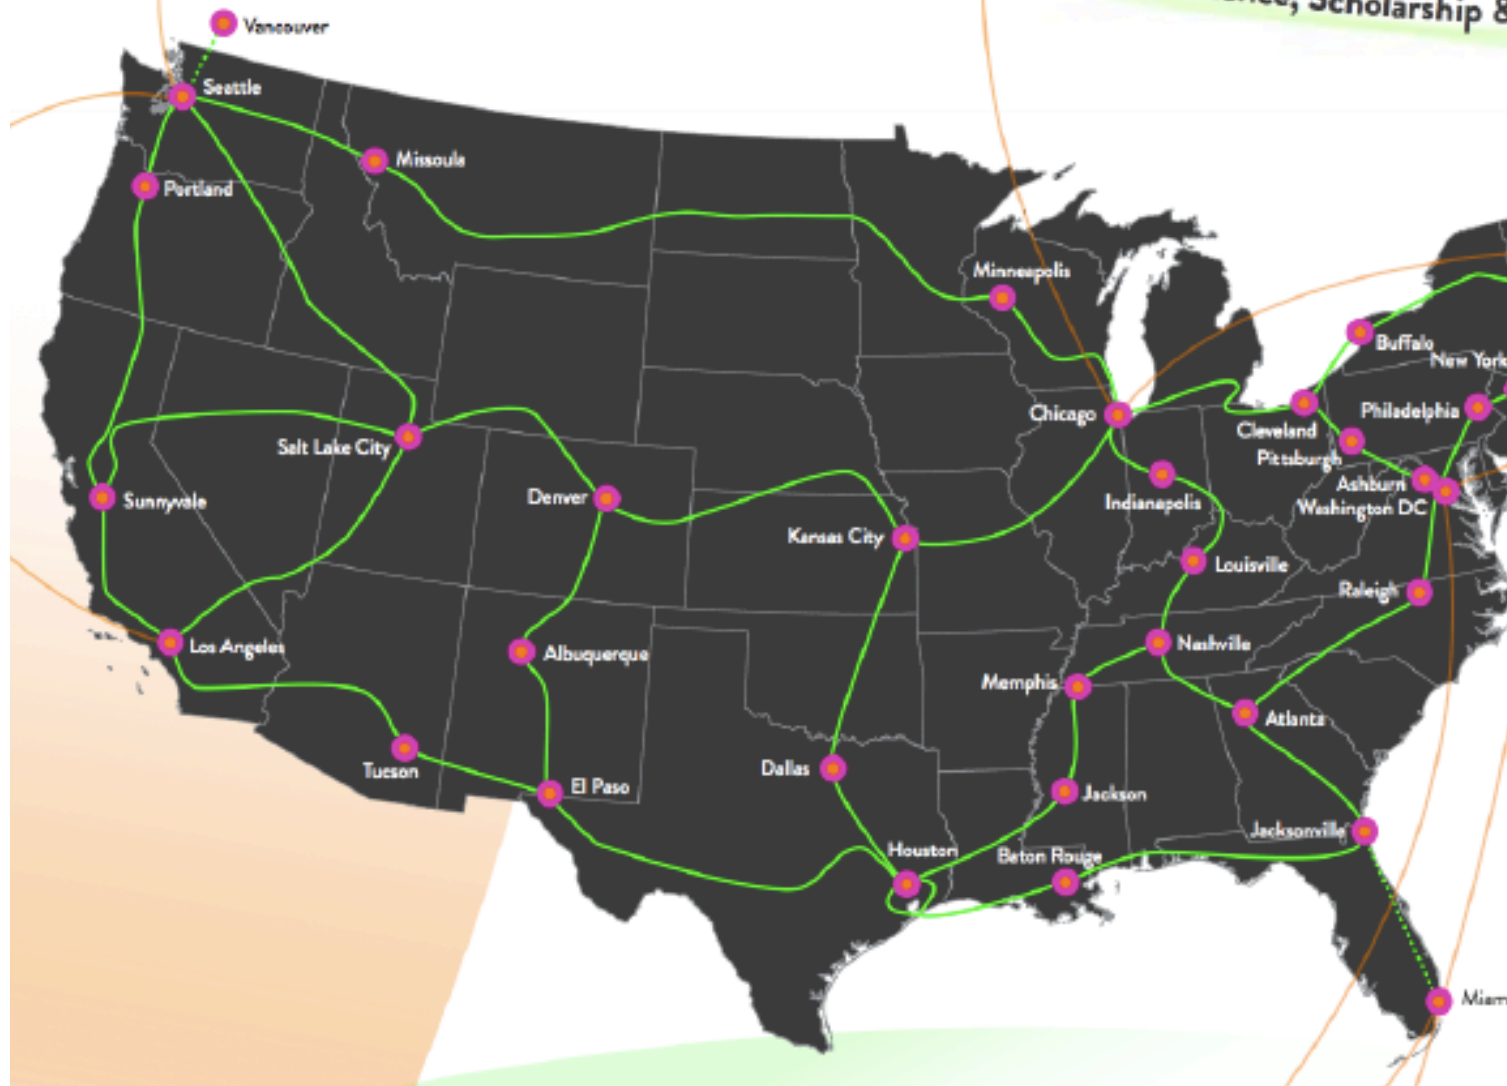 Scholarship &
Vancouver
Seattle
Missoula
Portland
Minneapolis
Buffalo
New York
Chicago
Philadelphia
Cleveland
Salt Lake City
Pittsburgh
Ashburn
Sunnyvale
Denver
Indianapolis
Washington DC
Kansas City
Louisville
Raleigh
Los Angeles
Albuquerque
Nashville
Memphis
Atlanta
Tucson
El Paso
Dallas
Jackson
Jacksonville
Houston
Baton Rouge
Miam